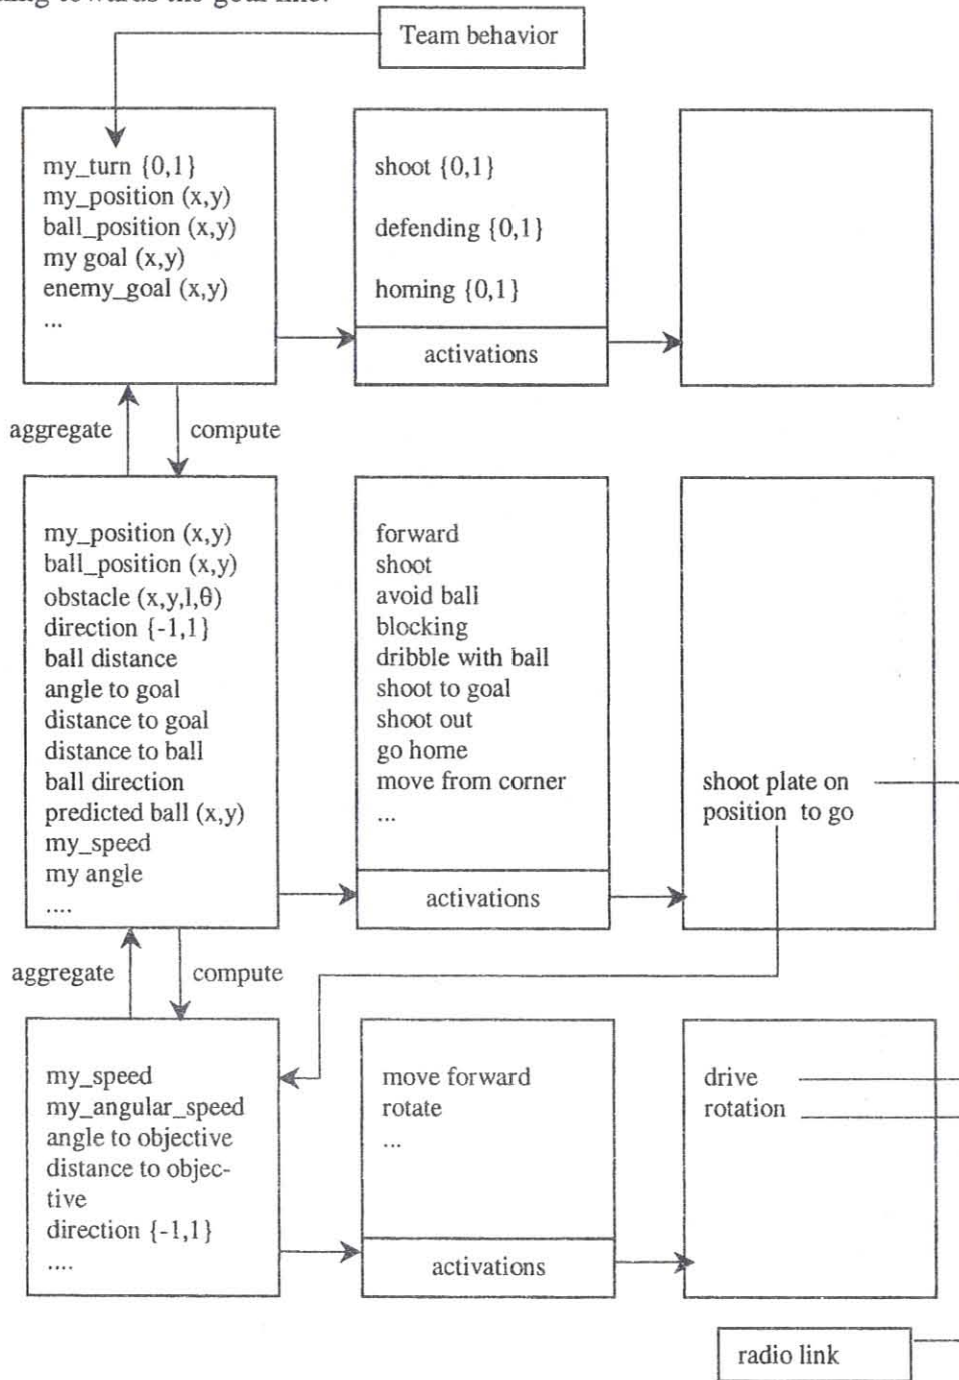 towards the goal line.
Team behavior
my_turn {0,1}
my_position (x,y)
ball_position (x,y)
my goal (x,y)
enemy_goal (x,y)
...
shoot {0,1}
defending {0,1}
homing {0,1}
activations
aggregate
compute
my_position (x,y)
ball_position (x,y)
obstacle (x,y,l,θ)
direction {-1,1}
ball distance
angle to goal
distance to goal
distance to ball
ball direction
predicted ball (x,y)
my_speed
my angle
....
forward
shoot
avoid ball
blocking
dribble with ball
shoot to goal
shoot out
go home
move from corner
...
activations
shoot plate on
position to go
aggregate
compute
my_speed
my_angular_speed
angle to objective
distance to objec-
tive
direction {-1,1}
....
move forward
rotate
...
activations
drive
rotation
radio link